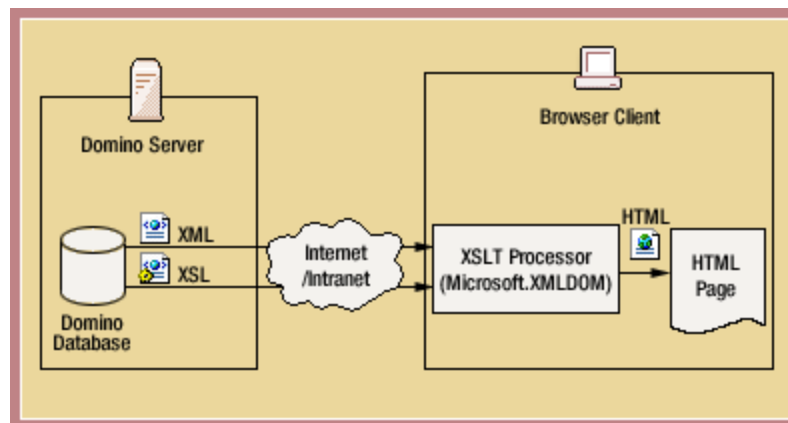 Domino Server
XML
XSL
Domino
Database
Internet
/Intranet
Browser Client
XSLT Processor
(Microsoft.XMLDOM)
HTML
HTML
Page